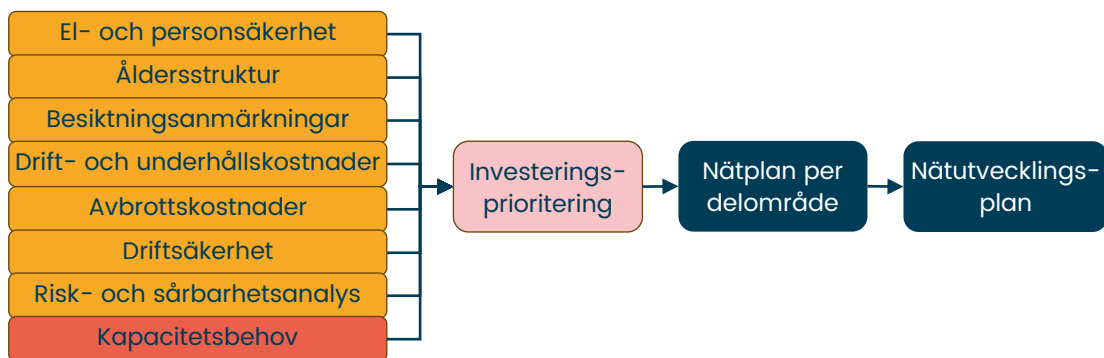 El- och personsäkerhet
Åldersstruktur
Besiktningsanmärkningar
Drift- och underhållskostnader
Avbrottskostnader
Driftsäkerhet
Risk- och sårbarhetsanalys
Kapacitetsbehov
Investerings-
prioritering
Nätplan per
delområde
Nätutvecklings-
plan